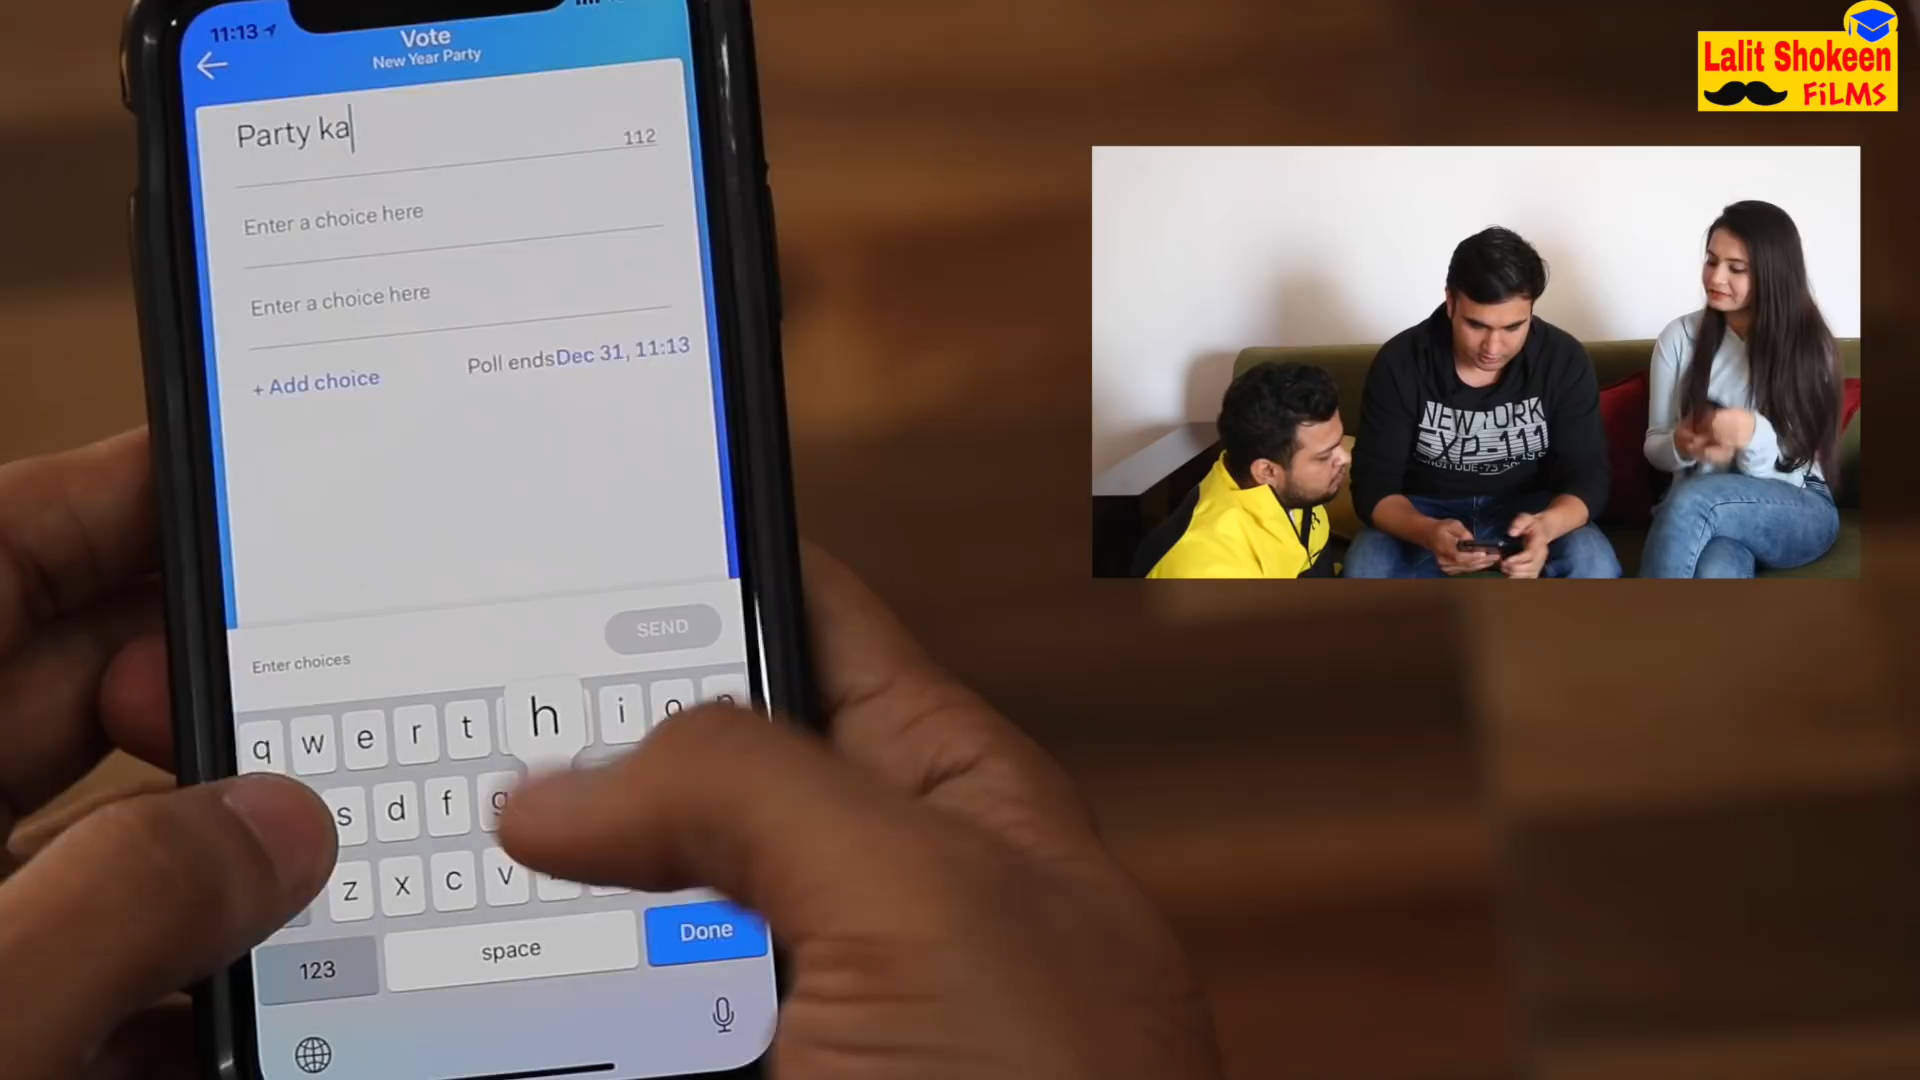 11:13
Vote
New Year Party
Party ka
112
Enter a choice here
Enter a choice here
+ Add choice
Poll ends Dec 31, 11:13
SEND
Enter choices
q w e r t h i o p
s d f g
z x c v
123
space
Done
Lalit Shokeen
FiLMS
NEW YORK
EXP 111